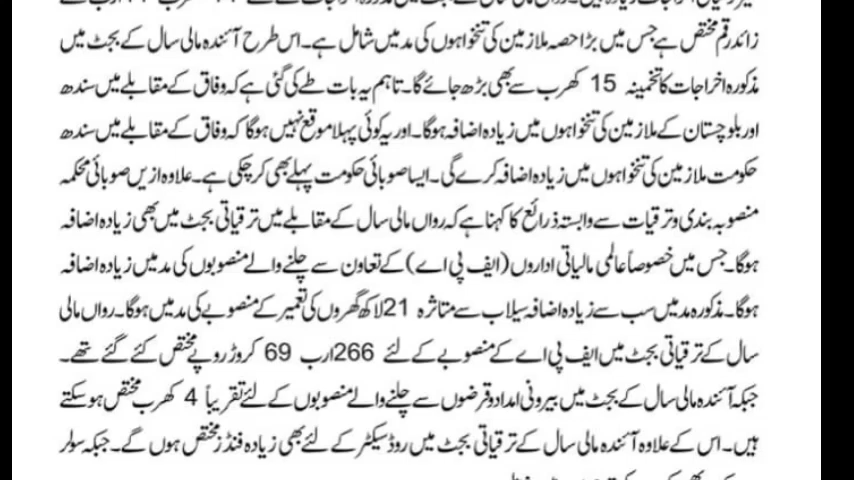 زائد رقم مختص ہے جس میں بڑا حصہ ملازمین کی تنخواہوں کی مد میں شامل ہے۔ اس طرح آئندہ مالی سال کے بجٹ میں
مذکورہ اخراجات کا تخمینہ 15 کھرب سے بھی بڑھ جائے گا۔ تاہم یہ بات طے کی گئی ہے کہ وفاق کے مقابلے میں سندھ
اور بلوچستان کے ملازمین کی تنخواہوں میں زیادہ اضافہ ہوگا۔ اور یہ کوئی پہلا موقع نہیں ہوگا کہ وفاق کے مقابلے میں سندھ
حکومت ملازمین کی تنخواہوں میں زیادہ اضافہ کرے گی۔ ایسا صوبائی حکومت پہلے بھی کر چکی ہے۔ علاوہ ازیں صوبائی محکمہ
منصوبہ بندی و ترقیات سے وابستہ ذرائع کا کہنا ہے کہ رواں مالی سال کے مقابلے میں ترقیاتی بجٹ میں بھی زیادہ اضافہ
ہوگا۔ جس میں خصوصاً عالمی مالیاتی اداروں (ایف پی اے) کے تعاون سے چلنے والے منصوبوں کی مد میں زیادہ اضافہ
ہوگا۔ مذکورہ مد میں سب سے زیادہ اضافہ سیلاب سے متاثرہ 21 لاکھ گھروں کی تعمیر کے منصوبے کی مد میں ہوگا۔ رواں مالی
سال کے ترقیاتی بجٹ میں ایف پی اے کے منصوبے کے لئے 266 ارب 69 کروڑ روپے مختص کئے گئے تھے۔
جبکہ آئندہ مالی سال کے بجٹ میں بیرونی امداد و قرضوں سے چلنے والے منصوبوں کے لئے تقریباً 4 کھرب مختص ہو سکتے
ہیں۔ اس کے علاوہ آئندہ مالی سال کے ترقیاتی بجٹ میں روڈ سیکٹر کے لئے بھی زیادہ فنڈز مختص ہوں گے۔ جبکہ سولر